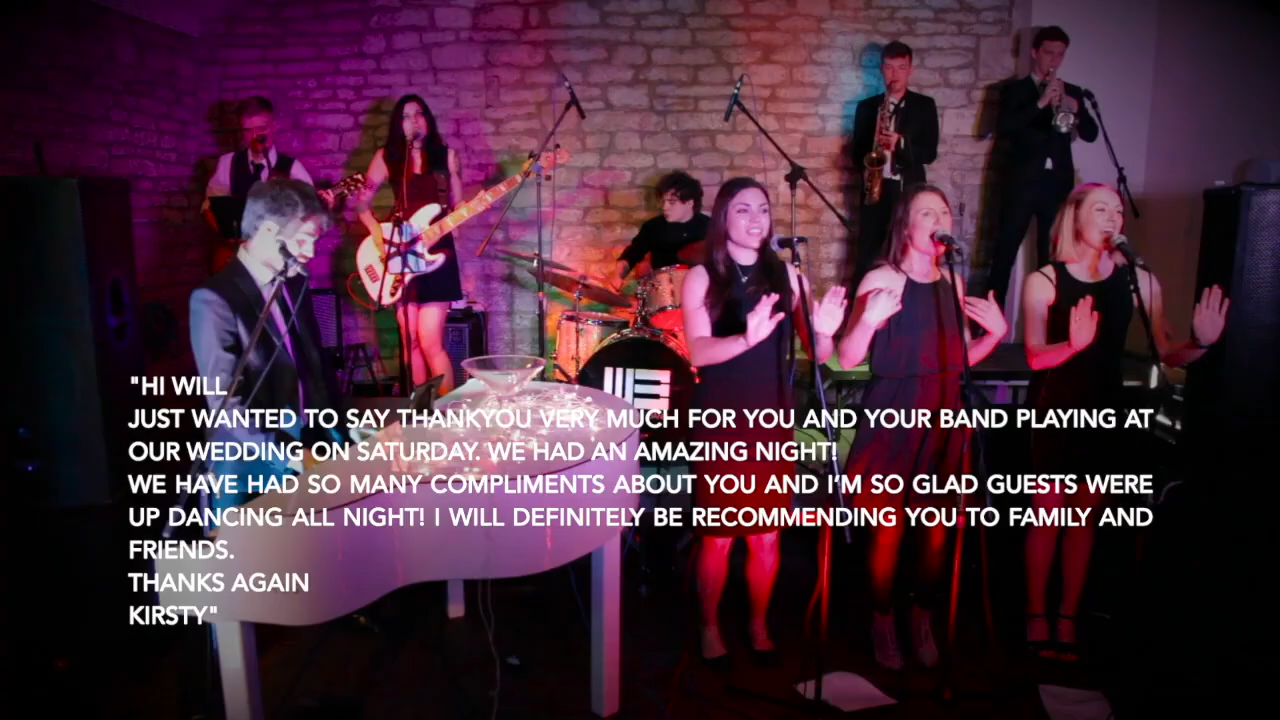 "HI WILL
JUST WANTED TO SAY THANKYOU VERY MUCH FOR YOU AND YOUR BAND PLAYING AT
OUR WEDDING ON SATURDAY. WE HAD AN AMAZING NIGHT!
WE HAVE HAD SO MANY COMPLIMENTS ABOUT YOU AND I’M SO GLAD GUESTS WERE
UP DANCING ALL NIGHT! I WILL DEFINITELY BE RECOMMENDING YOU TO FAMILY AND
FRIENDS.
THANKS AGAIN
KIRSTY"